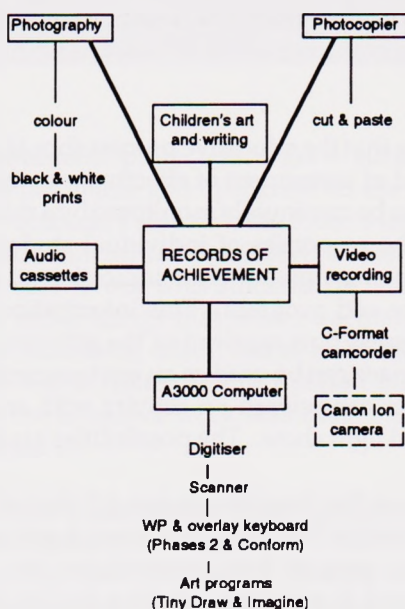 Photography
Photocopier
colour
black & white
prints
Children's art
and writing
cut & paste
Audio
cassettes
RECORDS OF
ACHIEVEMENT
Video
recording
C-Format
camcorder
Canon Ion
camera
A3000 Computer
Digitiser
Scanner
WP & overlay keyboard
(Phases 2 & Conform)
Art programs
(Tiny Draw & Imagine)